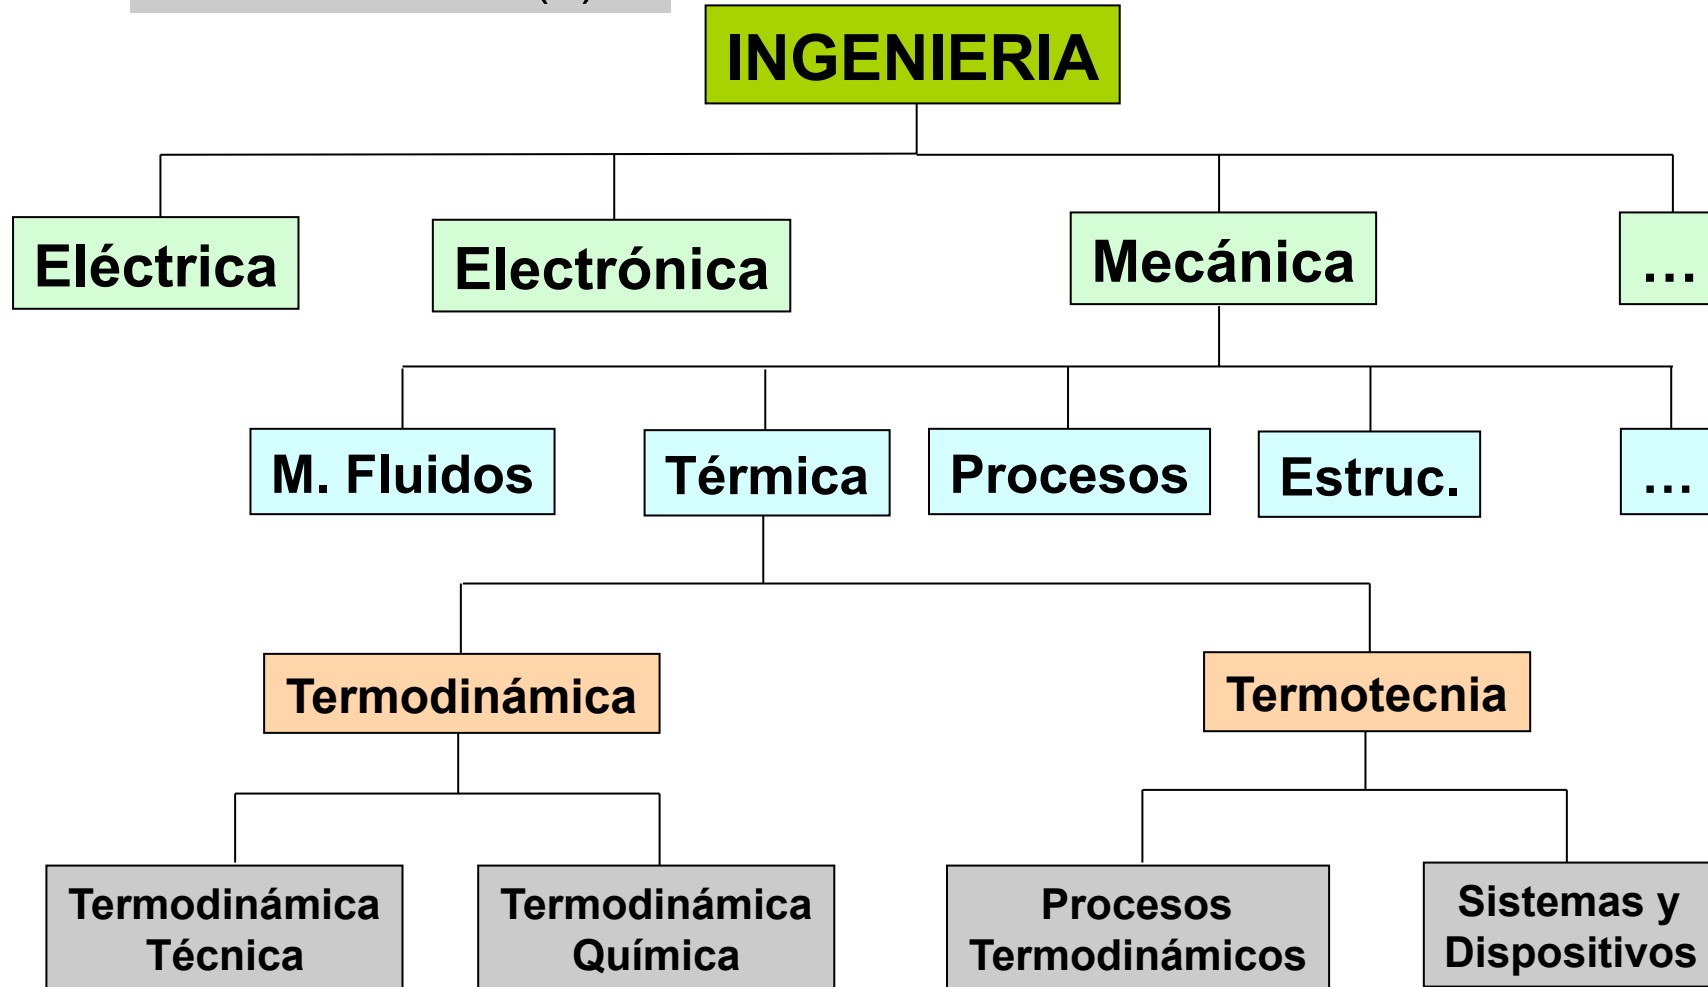 INGENIERIA
Eléctrica
Electrónica
Mecánica
...
M. Fluidos
Térmica
Procesos
Estruc.
...
Termodinámica
Termotecnia
Termodinámica
Técnica
Termodinámica
Química
Procesos
Termodinámicos
Sistemas y
Dispositivos